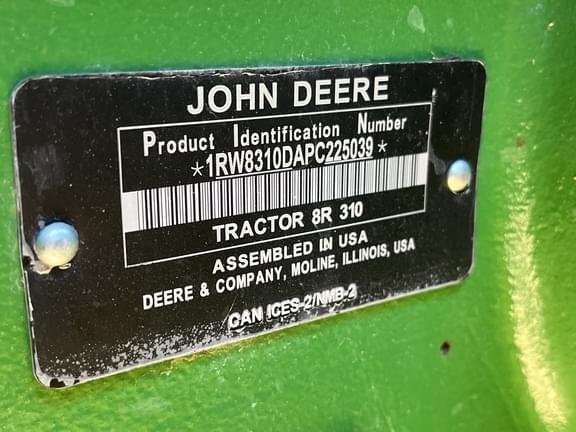 JOHN DEERE
Product Identification Number
*1RW8310DAPC225039*
TRACTOR 8R 310
ASSEMBLED IN USA
DEERE & COMPANY, MOLINE, ILLINOIS, USA
CAN ICES-2/NMB-2